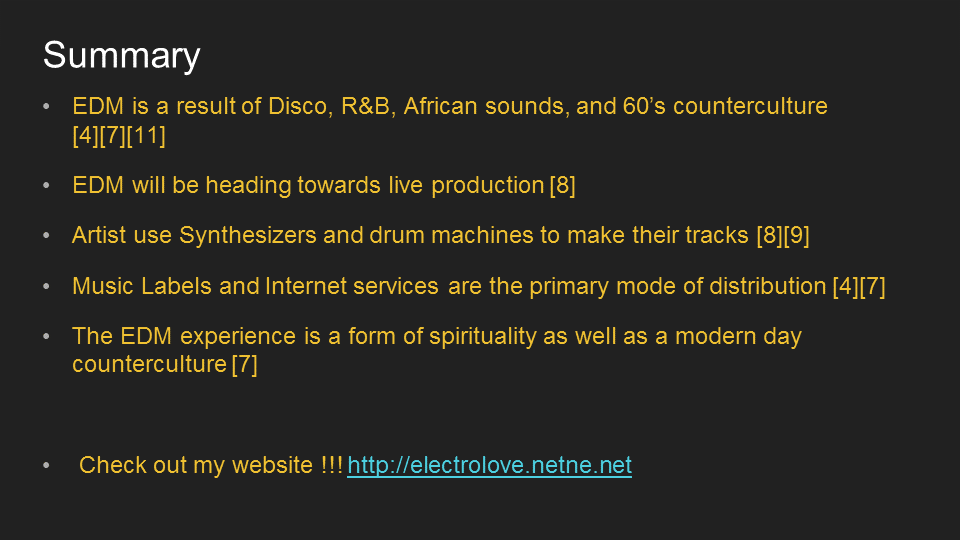 Summary
• EDM is a result of Disco, R&B, African sounds, and 60’s counterculture
[4][7][11]
• EDM will be heading towards live production [8]
• Artist use Synthesizers and drum machines to make their tracks [8][9]
• Music Labels and Internet services are the primary mode of distribution [4][7]
• The EDM experience is a form of spirituality as well as a modern day
counterculture [7]
• Check out my website !!! http://electrolove.netne.net